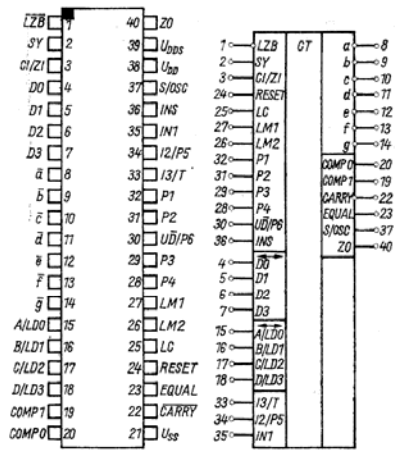 L̅Z̅B̅ 1 40 Z0
SY 2 39 U_DDS
CI/ZI 3 38 U_DD
D0 4 37 S/OSC
D1 5 36 INS
D2 6 35 IN1
D3 7 34 I2/P5
a̅ 8 33 I3/T
b̅ 9 32 P1
c̅ 10 31 P2
d̅ 11 30 UD̅/P6
e̅ 12 29 P3
f̅ 13 28 P4
g̅ 14 27 LM1
A/LD0 15 26 LM2
B/LD1 16 25 LC
C/LD2 17 24 RESET
D/LD3 18 23 EQUAL
COMP1 19 22 C̅A̅R̅R̅Y̅
COMP0 20 21 U_SS
CT
1 LZB
2 SY
3 CI/ZI
24 RESET
25 LC
27 LM1
26 LM2
32 P1
31 P2
29 P3
28 P4
30 UD̅/P6
36 INS
4 D0
5 D1
6 D2
7 D3
15 A/LD0
16 B/LD1
17 C/LD2
18 D/LD3
33 I3/T
34 I2/P5
35 IN1
a 8
b 9
c 10
d 11
e 12
f 13
g 14
COMP0 20
COMP1 19
CARRY 22
EQUAL 23
S/OSC 37
Z0 40